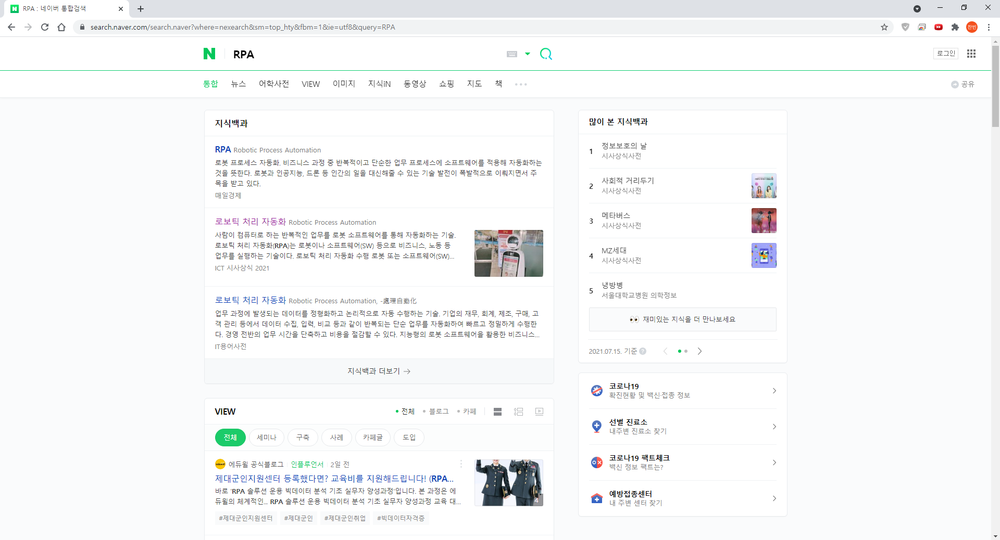 RPA : 네이버 통합검색
search.naver.com/search.naver?where=nexearch&sm=top_hty&fbm=1&ie=utf8&query=RPA
찬빈
N
RPA
로그인
통합 뉴스 어학사전 VIEW 이미지 지식iN 동영상 쇼핑 지도 책
공유
지식백과
RPA Robotic Process Automation
로봇 프로세스 자동화. 비즈니스 과정 중 반복적이고 단순한 업무 프로세스에 소프트웨어를 적용해 자동화하는
것을 뜻한다. 로봇과 인공지능, 드론 등 인간의 일을 대신해줄 수 있는 기술 발전이 폭발적으로 이뤄지면서 주
목을 받고 있다.
매일경제
로보틱 처리 자동화 Robotic Process Automation
사람이 컴퓨터로 하는 반복적인 업무를 로봇 소프트웨어를 통해 자동화하는 기술.
로보틱 처리 자동화(RPA)는 로봇이나 소프트웨어(SW) 등으로 비즈니스, 노동 등
업무를 실행하는 기술이다. 로보틱 처리 자동화 수행 로봇 또는 소프트웨어(SW)...
ICT 시사상식 2021
로보틱 처리 자동화 Robotic Process Automation, -處理自動化
업무 과정에 발생되는 데이터를 정형화하고 논리적으로 자동 수행하는 기술. 기업의 재무, 회계, 제조, 구매, 고
객 관리 등에서 데이터 수집, 입력, 비교 등과 같이 반복되는 단순 업무를 자동화하여 빠르고 정밀하게 수행한
다. 경영 전반의 업무 시간을 단축하고 비용을 절감할 수 있다. 지능형의 로봇 소프트웨어을 활용한 비즈니스...
IT용어사전
지식백과 더보기
VIEW
전체 블로그 카페
전체 세미나 구축 사례 카페글 도입
eduwill
에듀윌 공식블로그 인플루언서 2일 전
제대군인지원센터 등록했다면? 교육비를 지원해드립니다! (RPA...
바로 'RPA 솔루션 운용 빅데이터 분석 기초 실무자 양성과정'입니다. 본 과정은 에
듀윌의 체계적인... RPA 솔루션 운용 빅데이터 분석 기초 실무자 양성과정 교육 대...
4
#제대군인지원센터 #제대군인 #제대군인취업 #빅데이터자격증
많이 본 지식백과
1 정보보호의 날
시사상식사전
2 사회적 거리두기
시사상식사전
3 메타버스
시사상식사전
4 MZ세대
시사상식사전
5 냉방병
서울대학교병원 의학정보
재미있는 지식을 더 만나보세요
2021.07.15. 기준 ?
코로나19
확진현황 및 백신·접종 정보
선별 진료소
내주변 진료소 찾기
코로나19 팩트체크
백신 정보 팩트는?
예방접종센터
내 주변 센터 찾기